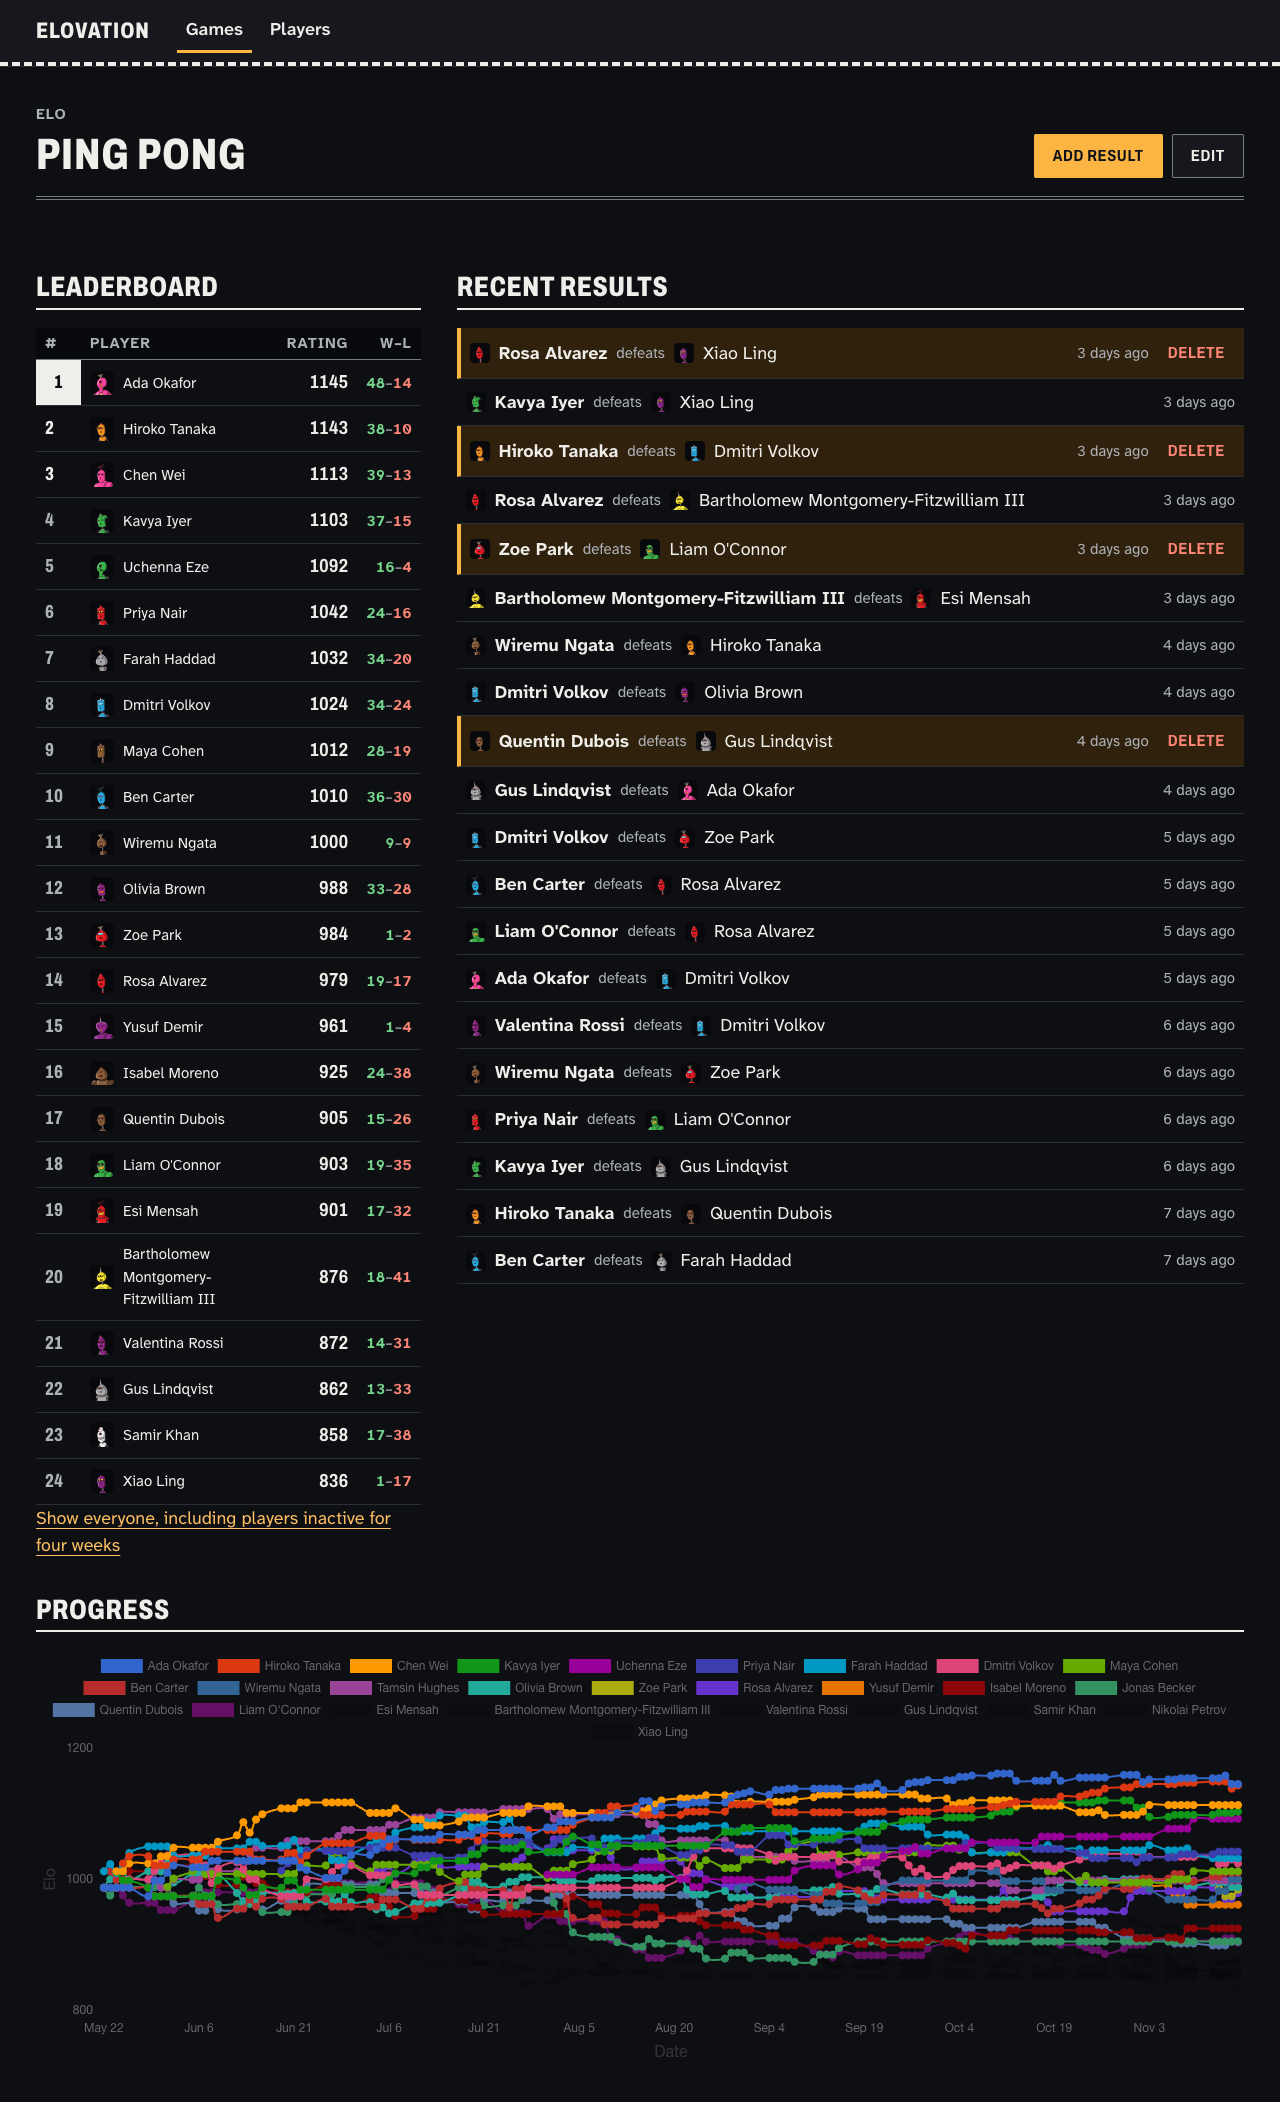 ELOVATION Games Players
ELO
PING PONG
ADD RESULT EDIT
LEADERBOARD
# PLAYER RATING W–L
1 Ada Okafor 1145 48–14
2 Hiroko Tanaka 1143 38–10
3 Chen Wei 1113 39–13
4 Kavya Iyer 1103 37–15
5 Uchenna Eze 1092 16–4
6 Priya Nair 1042 24–16
7 Farah Haddad 1032 34–20
8 Dmitri Volkov 1024 34–24
9 Maya Cohen 1012 28–19
10 Ben Carter 1010 36–30
11 Wiremu Ngata 1000 9–9
12 Olivia Brown 988 33–28
13 Zoe Park 984 1–2
14 Rosa Alvarez 979 19–17
15 Yusuf Demir 961 1–4
16 Isabel Moreno 925 24–38
17 Quentin Dubois 905 15–26
18 Liam O'Connor 903 19–35
19 Esi Mensah 901 17–32
20 Bartholomew
Montgomery-
Fitzwilliam III 876 18–41
21 Valentina Rossi 872 14–31
22 Gus Lindqvist 862 13–33
23 Samir Khan 858 17–38
24 Xiao Ling 836 1–17
Show everyone, including players inactive for
four weeks
RECENT RESULTS
Rosa Alvarez defeats Xiao Ling 3 days ago DELETE
Kavya Iyer defeats Xiao Ling 3 days ago
Hiroko Tanaka defeats Dmitri Volkov 3 days ago DELETE
Rosa Alvarez defeats Bartholomew Montgomery-Fitzwilliam III 3 days ago
Zoe Park defeats Liam O'Connor 3 days ago DELETE
Bartholomew Montgomery-Fitzwilliam III defeats Esi Mensah 3 days ago
Wiremu Ngata defeats Hiroko Tanaka 4 days ago
Dmitri Volkov defeats Olivia Brown 4 days ago
Quentin Dubois defeats Gus Lindqvist 4 days ago DELETE
Gus Lindqvist defeats Ada Okafor 4 days ago
Dmitri Volkov defeats Zoe Park 5 days ago
Ben Carter defeats Rosa Alvarez 5 days ago
Liam O'Connor defeats Rosa Alvarez 5 days ago
Ada Okafor defeats Dmitri Volkov 5 days ago
Valentina Rossi defeats Dmitri Volkov 6 days ago
Wiremu Ngata defeats Zoe Park 6 days ago
Priya Nair defeats Liam O'Connor 6 days ago
Kavya Iyer defeats Gus Lindqvist 6 days ago
Hiroko Tanaka defeats Quentin Dubois 7 days ago
Ben Carter defeats Farah Haddad 7 days ago
PROGRESS
Ada Okafor Hiroko Tanaka Chen Wei Kavya Iyer Uchenna Eze Priya Nair Farah Haddad Dmitri Volkov Maya Cohen
Ben Carter Wiremu Ngata Tamsin Hughes Olivia Brown Zoe Park Rosa Alvarez Yusuf Demir Isabel Moreno Jonas Becker
Quentin Dubois Liam O'Connor Esi Mensah Bartholomew Montgomery-Fitzwilliam III Valentina Rossi Gus Lindqvist Samir Khan Nikolai Petrov
Xiao Ling
1200
1000
800
Elo
May 22 Jun 6 Jun 21 Jul 6 Jul 21 Aug 5 Aug 20 Sep 4 Sep 19 Oct 4 Oct 19 Nov 3
Date